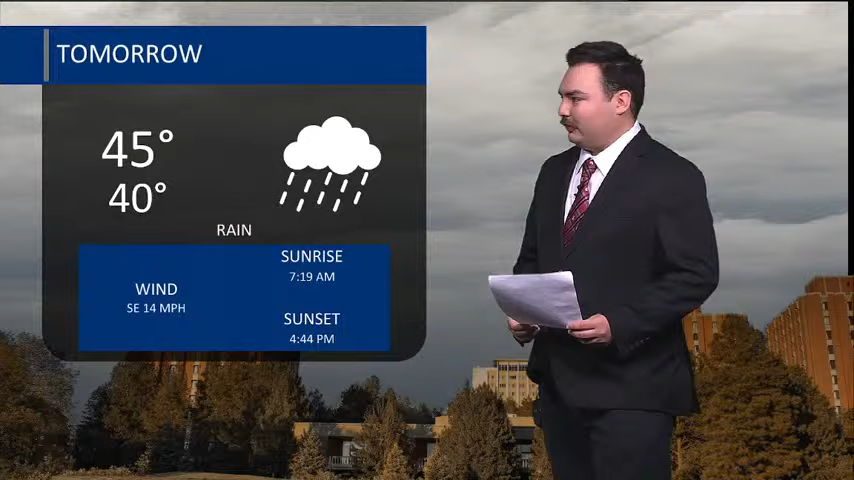 TOMORROW
45°
40°
RAIN
WIND
SE 14 MPH
SUNRISE
7:19 AM
SUNSET
4:44 PM